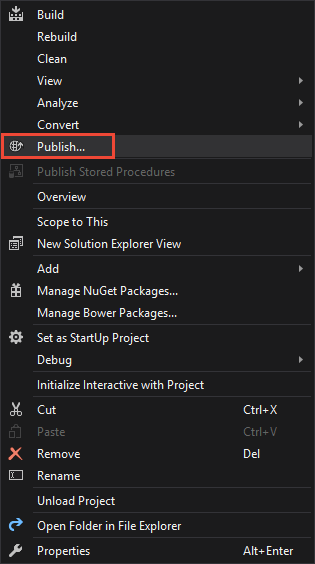 Build
Rebuild
Clean
View
Analyze
Convert
Publish...
Publish Stored Procedures
Overview
Scope to This
New Solution Explorer View
Add
Manage NuGet Packages...
Manage Bower Packages...
Set as StartUp Project
Debug
Initialize Interactive with Project
Cut Ctrl+X
Paste Ctrl+V
Remove Del
Rename
Unload Project
Open Folder in File Explorer
Properties Alt+Enter